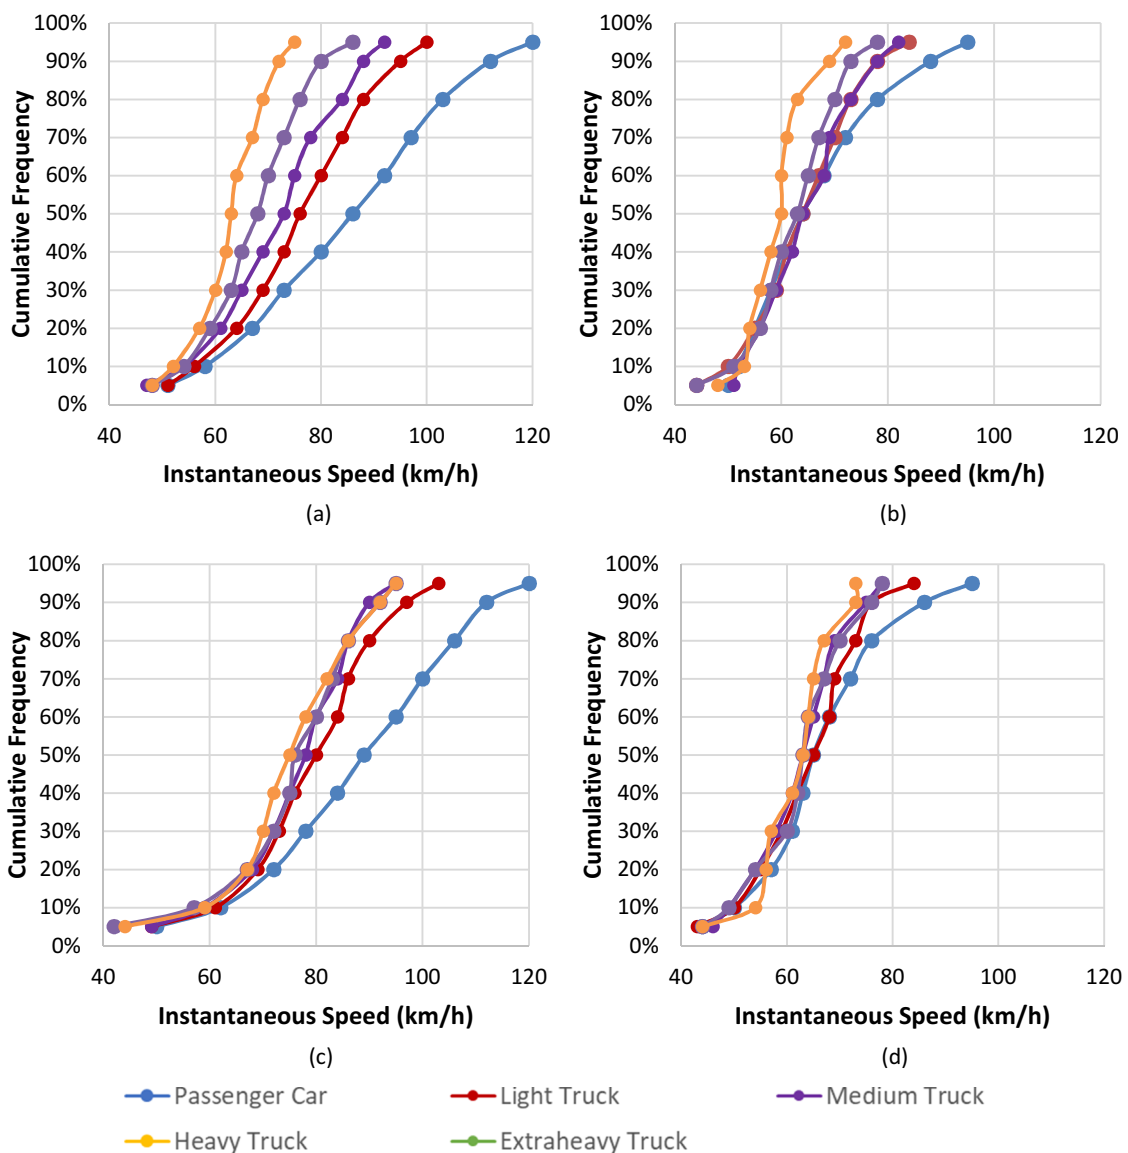 100%
90%
80%
70%
60%
50%
40%
30%
20%
10%
0%
Cumulative Frequency
40 60 80 100 120
Instantaneous Speed (km/h)
(a)
100%
90%
80%
70%
60%
50%
40%
30%
20%
10%
0%
Cumulative Frequency
40 60 80 100 120
Instantaneous Speed (km/h)
(b)
100%
90%
80%
70%
60%
50%
40%
30%
20%
10%
0%
Cumulative Frequency
40 60 80 100 120
Instantaneous Speed (km/h)
(c)
100%
90%
80%
70%
60%
50%
40%
30%
20%
10%
0%
Cumulative Frequency
40 60 80 100 120
Instantaneous Speed (km/h)
(d)
Passenger Car Light Truck Medium Truck
Heavy Truck Extraheavy Truck